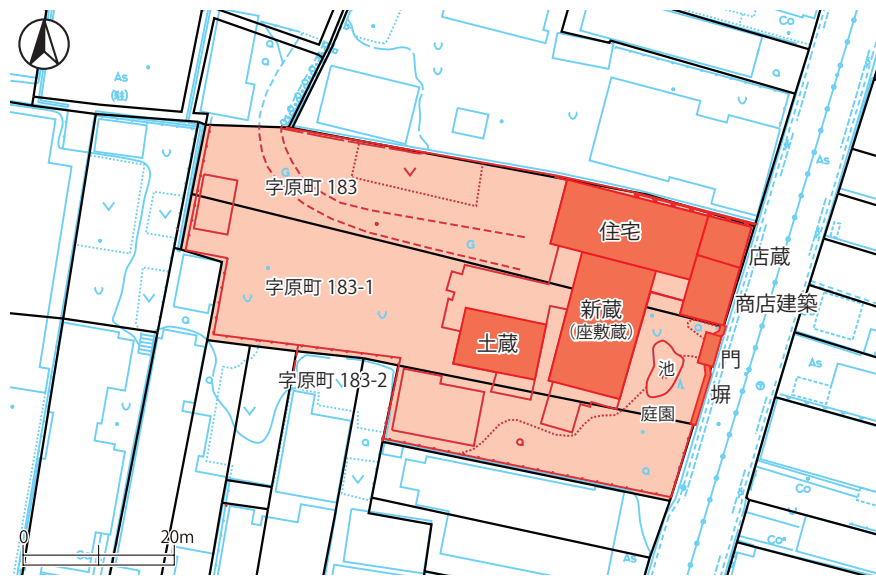 Co
As
(駐)
As
字原町 183
G
住宅
G
店蔵
字原町 183-1
新蔵
(座敷蔵)
商店建築
土蔵
池
門
As
字原町 183-2
塀
庭園
a
a
Co
0
20m
Co
As